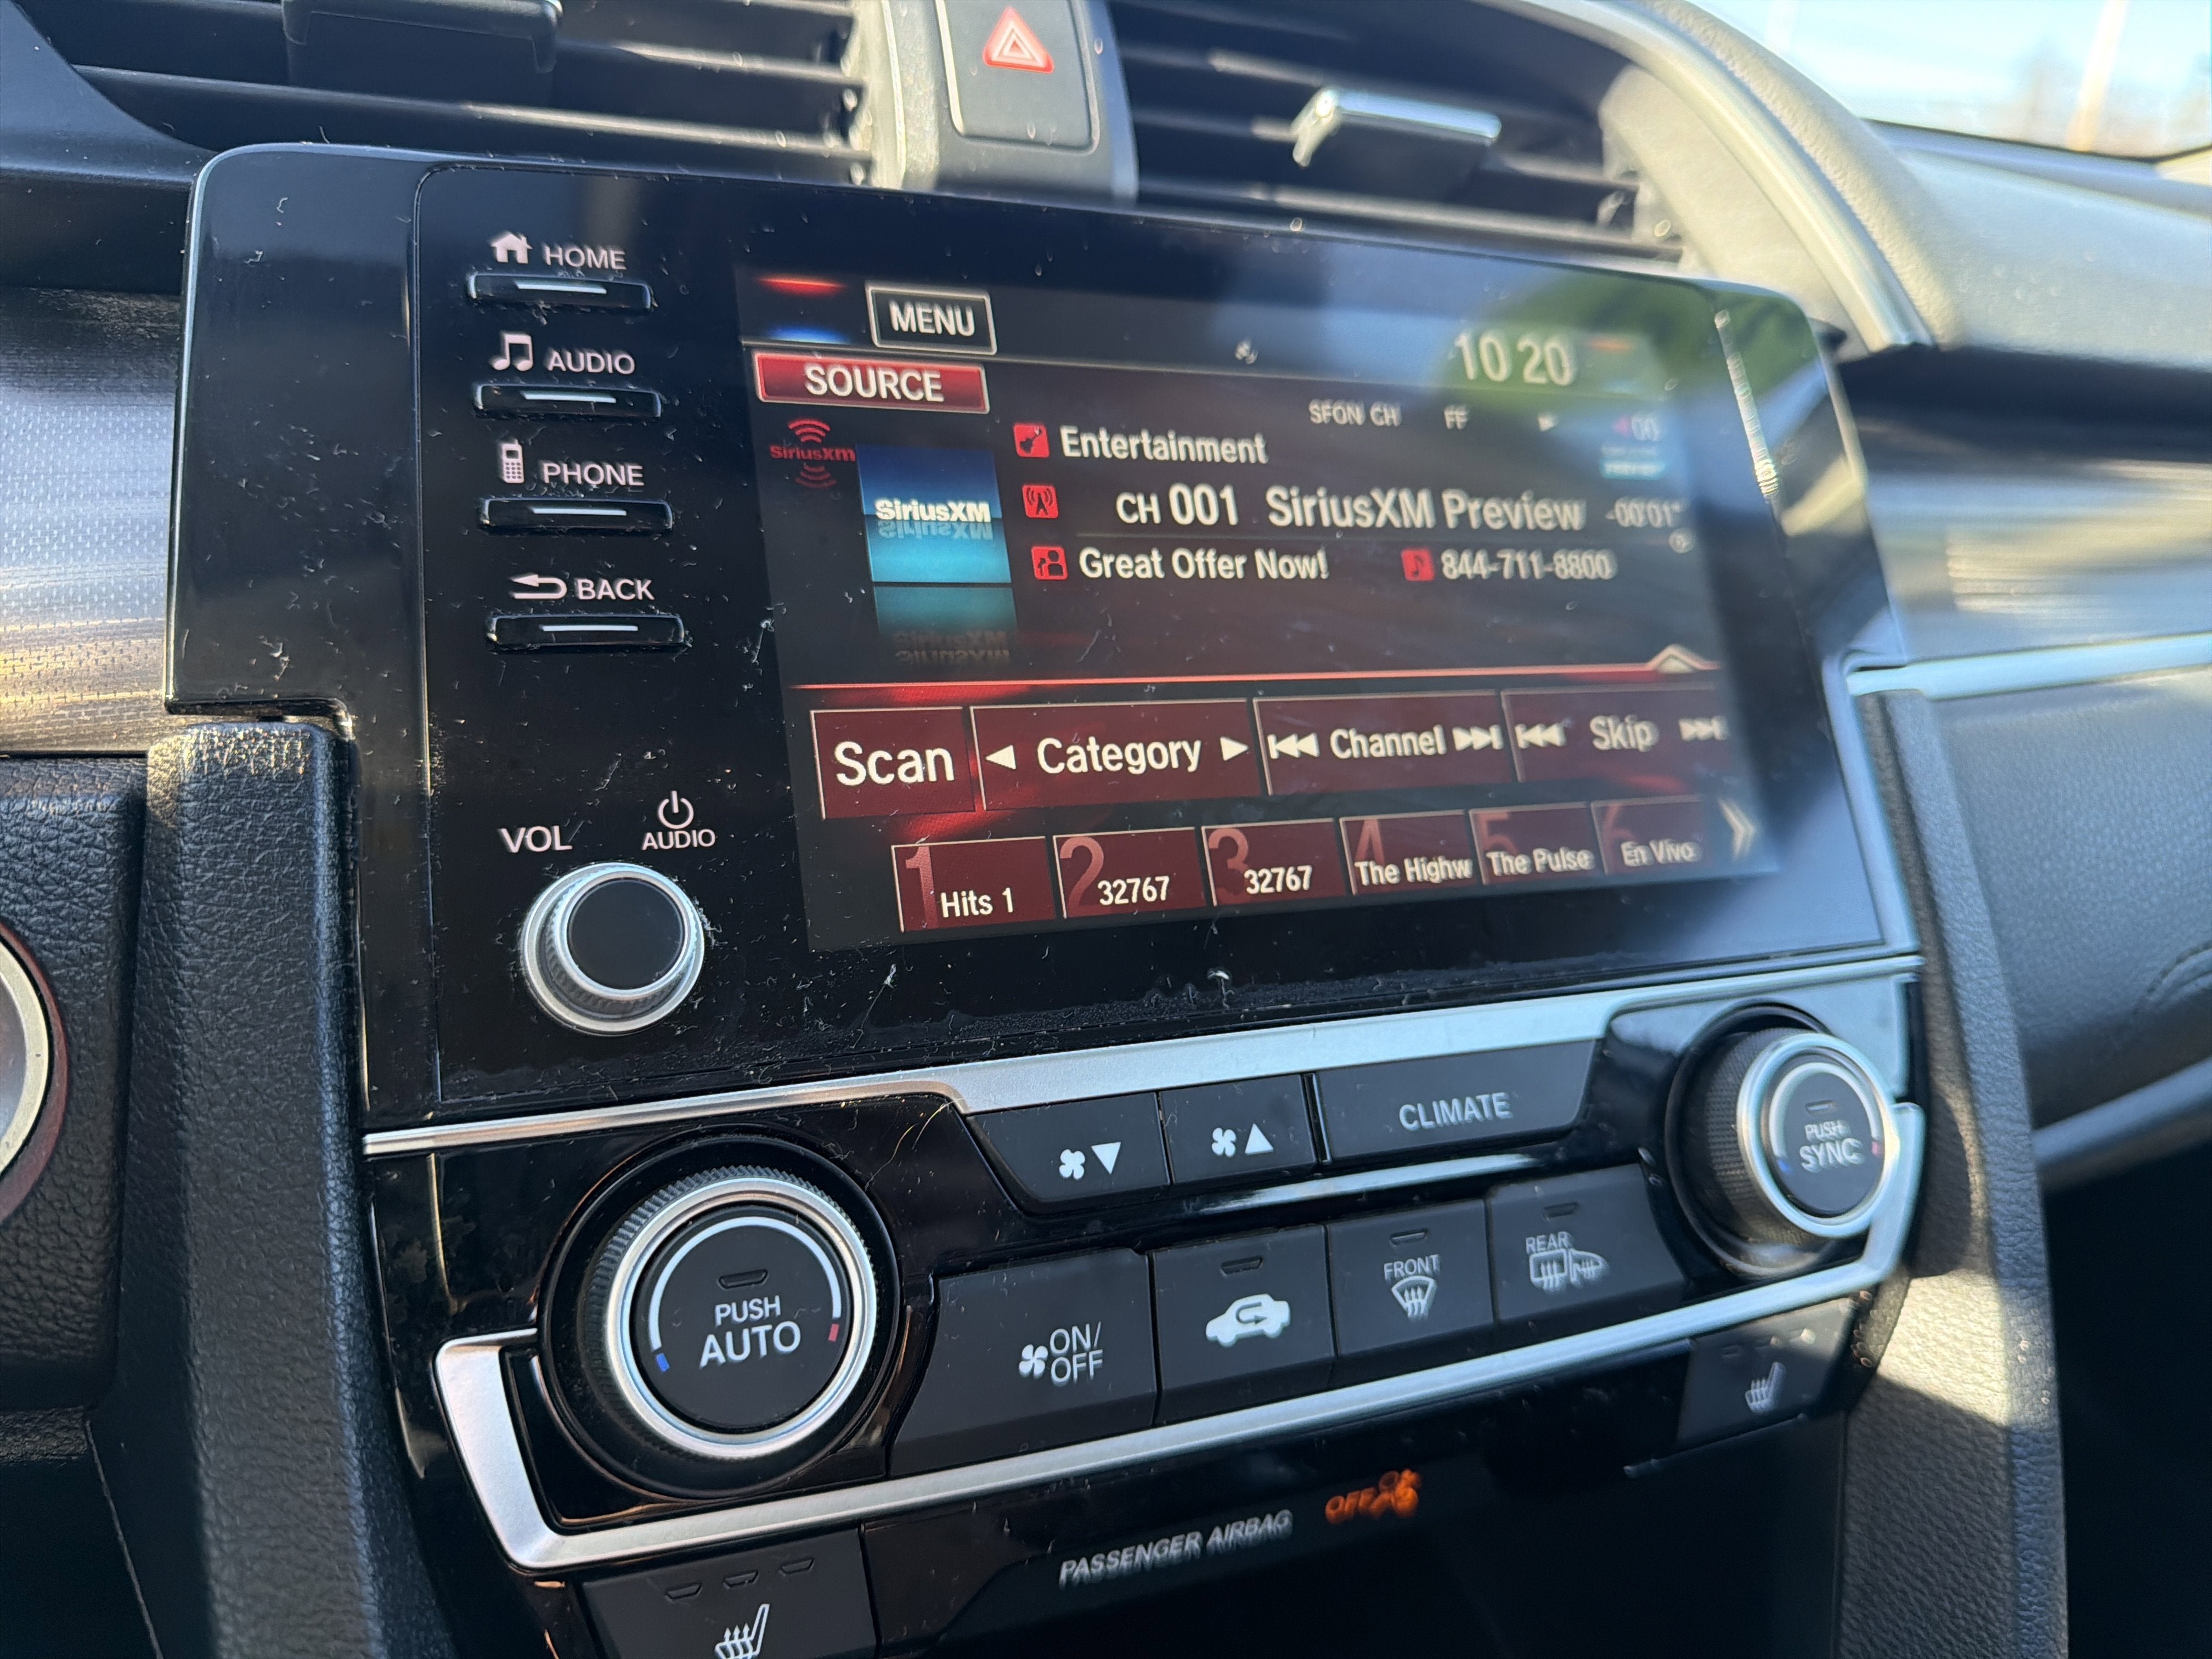 HOME
MENU
10 20
AUDIO
SOURCE
SFON CH FF
SiriusXm
Entertainment
PHONE
SiriusXM
CH 001 SiriusXM Preview -00'01"
BACK
Great Offer Now! 844-711-8800
Scan Category Channel Skip
VOL
AUDIO
1 Hits 1
2 32767
3 32767
4 The Highw
5 The Pulse
6 En Vivo
CLIMATE
PUSH
SYNC
PUSH
AUTO
ON/
OFF
FRONT
REAR
PASSENGER AIRBAG OFF